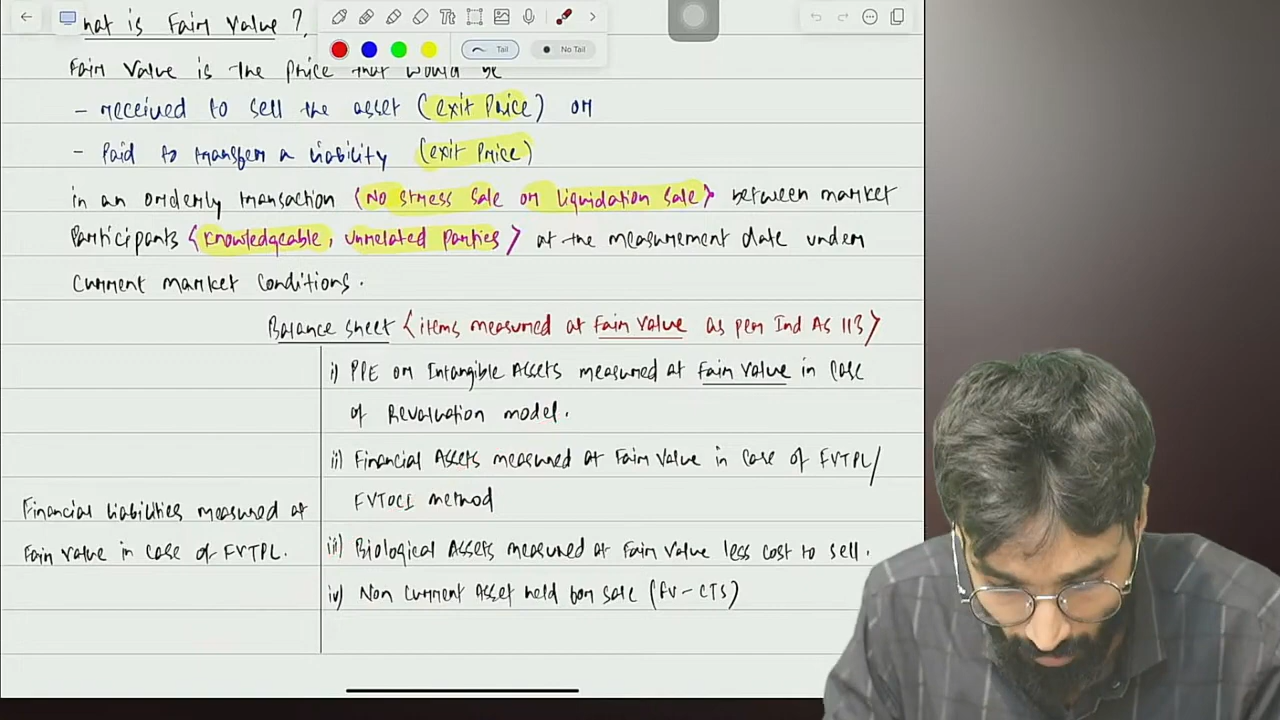 hat is Fair Value?
Tail
No Tail
Fair Value is the Price that would be
- received to sell the asset (exit Price) or
- Paid to transfer a liability (exit Price)
in an orderly transaction (No stress sale or liquidation sale) between market
Participants (knowledgeable, unrelated Parties) at the measurement date under
Current market conditions.
Balance sheet (items measured at Fair Value as per Ind As 113)
i) PPE or Intangible Assets measured at Fair Value in case
of Revaluation model.
ii) Financial Assets measured at Fair Value in case of FVTPL/
FVTOCI method
Financial liabilities measured at
Fair value in case of FVTPL.
iii) Biological Assets measured at Fair Value less cost to sell.
iv) Non Current Asset held for sale (FV-CTS)